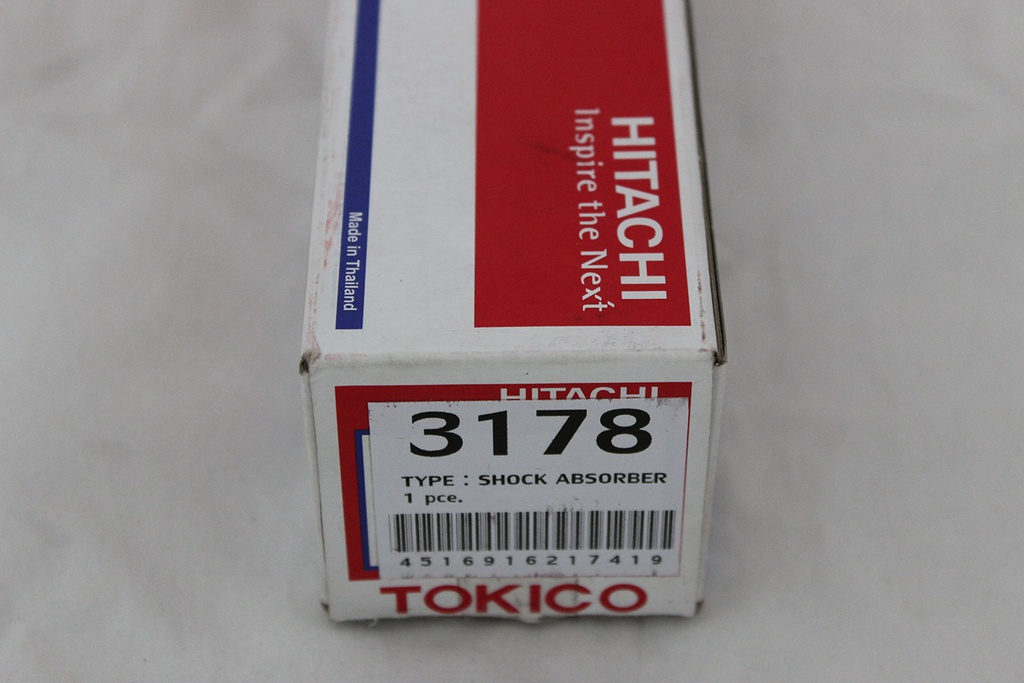 HITACHI
Inspire the Next
Made in Thailand
HITACHI
3178
TYPE : SHOCK ABSORBER
1 pce.
4516916217419
TOKICO